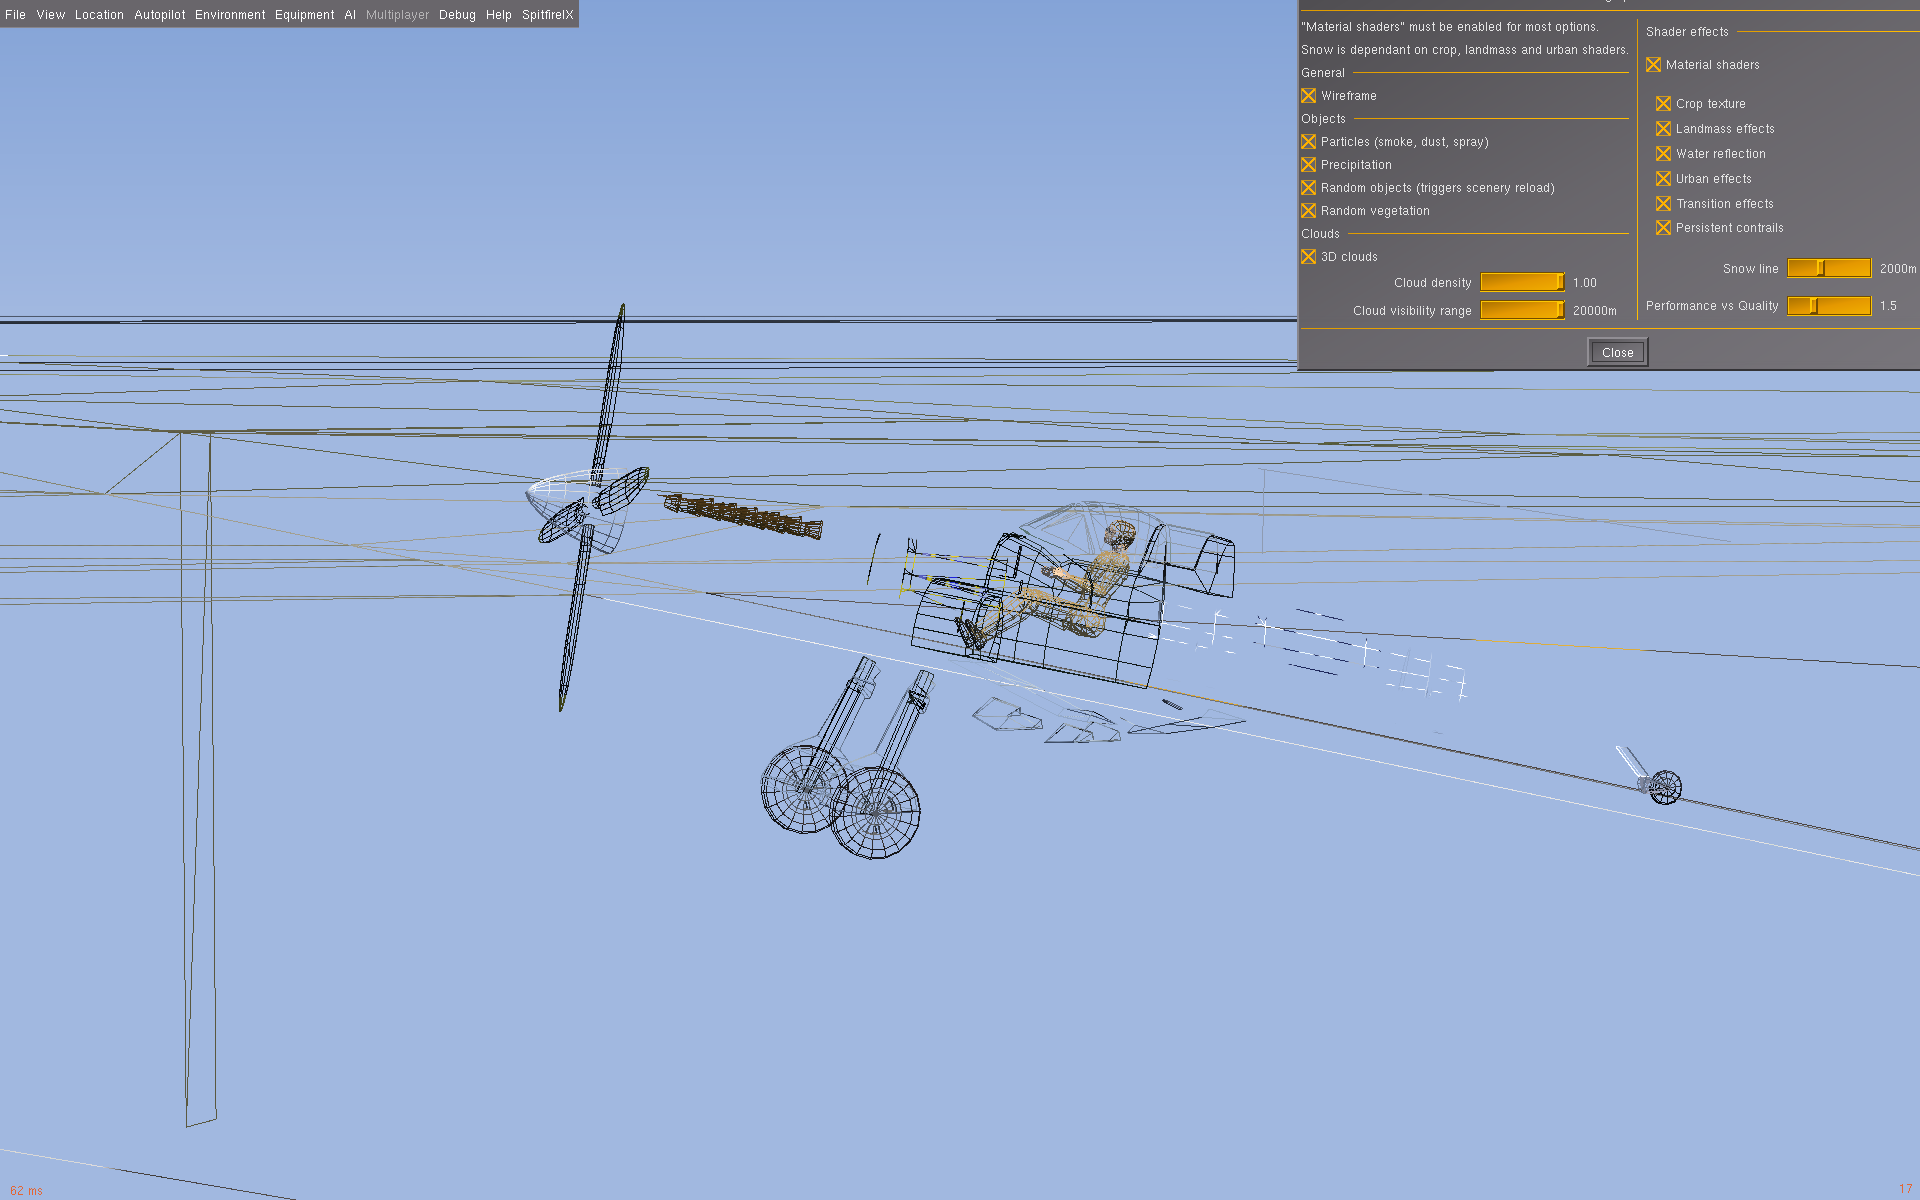 File View Location Autopilot Environment Equipment AI Multiplayer Debug Help SpitfireIX
"Material shaders" must be enabled for most options.
Snow is dependant on crop, landmass and urban shaders.
General
Wireframe
Objects
Particles (smoke, dust, spray)
Precipitation
Random objects (triggers scenery reload)
Random vegetation
Clouds
3D clouds
Cloud density 1.00
Cloud visibility range 20000m
Shader effects
Material shaders
Crop texture
Landmass effects
Water reflection
Urban effects
Transition effects
Persistent contrails
Snow line 2000m
Performance vs Quality 1.5
Close
62 ms
17